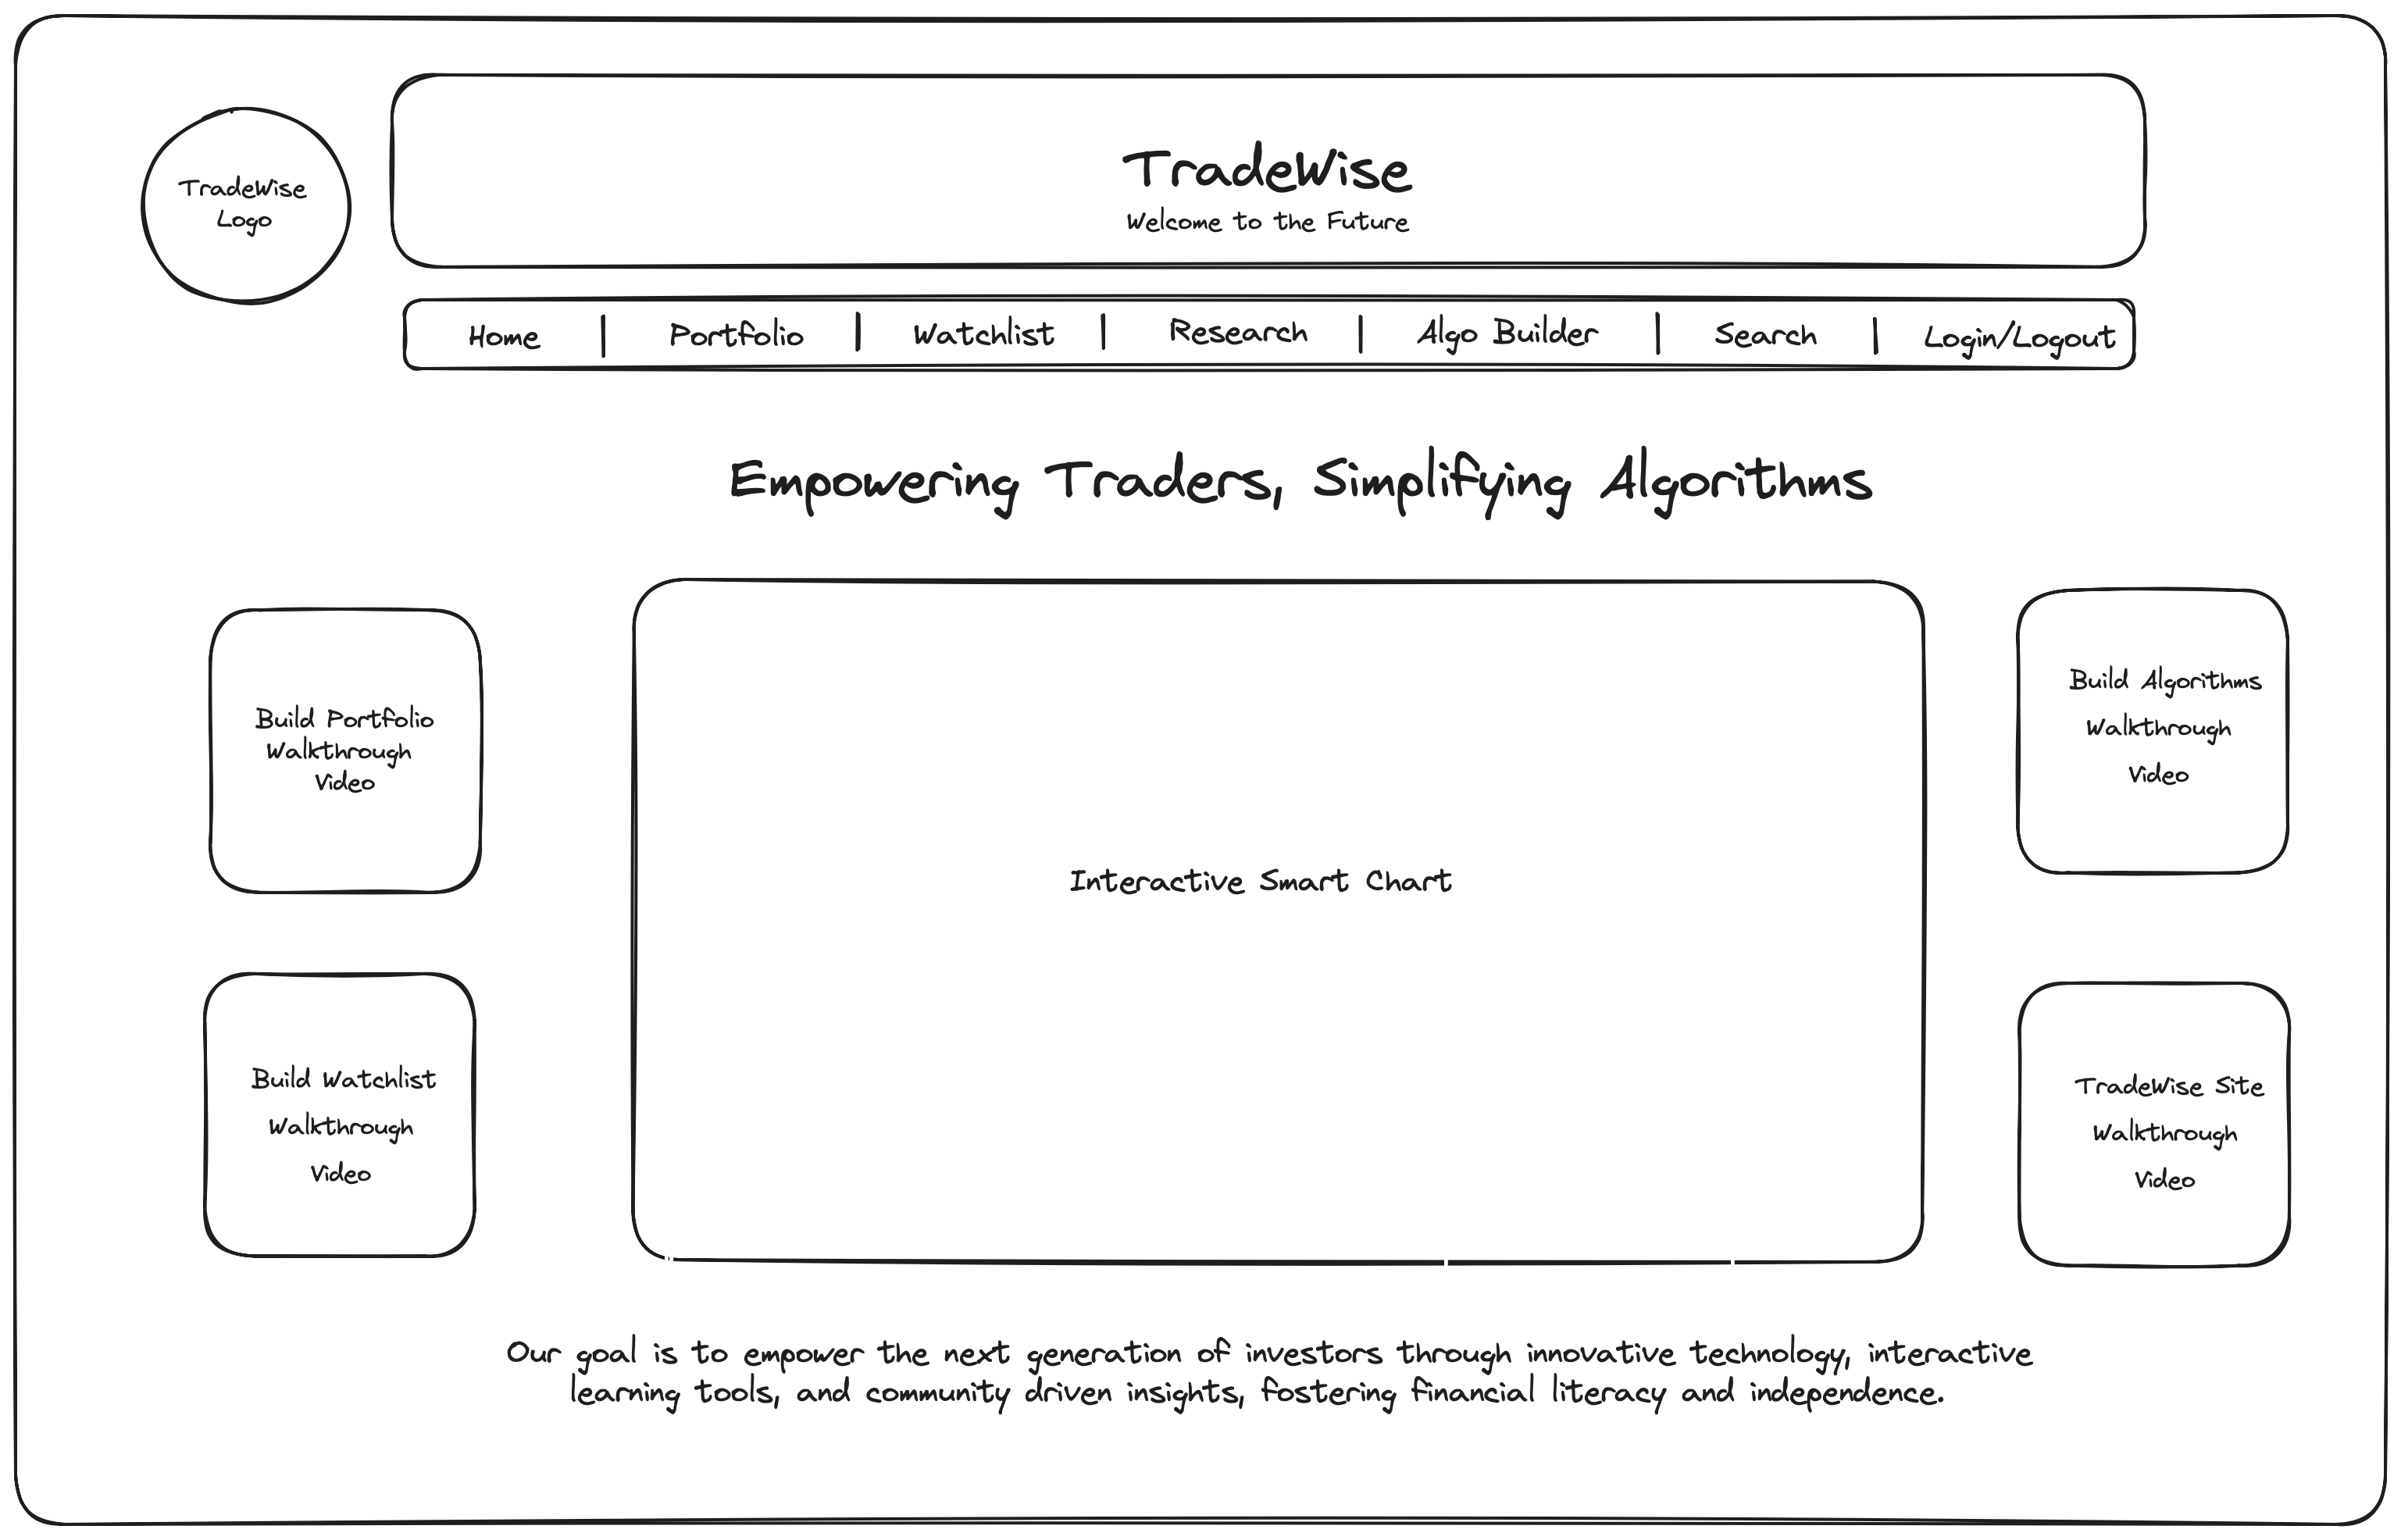 TradeWise
Logo
TradeWise
Welcome to the Future
Home | Portfolio | Watchlist | Research | Algo Builder | Search | Login/Logout
Empowering Traders, Simplifying Algorithms
Build Portfolio
Walkthrough
Video
Build Watchlist
Walkthrough
Video
Interactive Smart Chart
Build Algorithms
Walkthrough
Video
TradeWise Site
Walkthrough
Video
Our goal is to empower the next generation of investors through innovative technology, interactive
learning tools, and community driven insights, fostering financial literacy and independence.